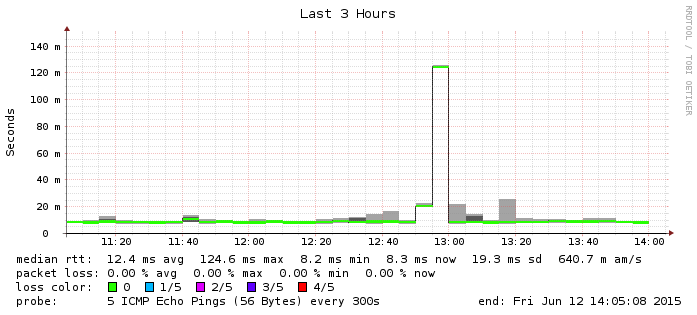 Last 3 Hours
RRDTOOL / TOBI OETIKER
Seconds
140 m
120 m
100 m
80 m
60 m
40 m
20 m
0
11:20 11:40 12:00 12:20 12:40 13:00 13:20 13:40 14:00
median rtt: 12.4 ms avg 124.6 ms max 8.2 ms min 8.3 ms now 19.3 ms sd 640.7 m am/s
packet loss: 0.00 % avg 0.00 % max 0.00 % min 0.00 % now
loss color: 0 1/5 2/5 3/5 4/5
probe: 5 ICMP Echo Pings (56 Bytes) every 300s end: Fri Jun 12 14:05:08 2015